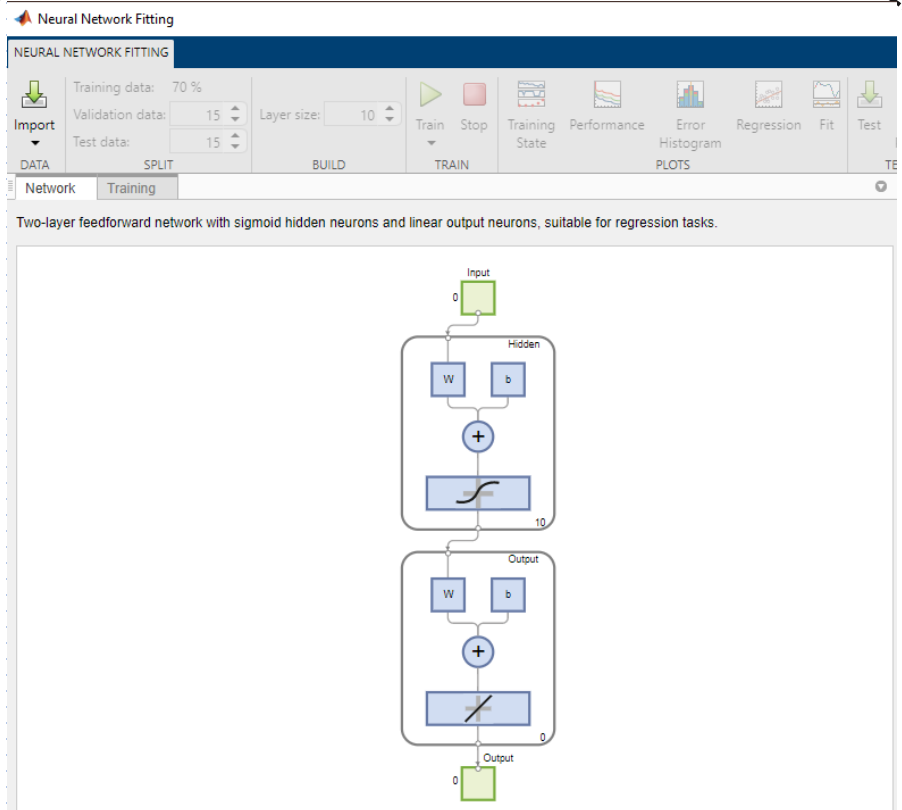 Neural Network Fitting
NEURAL NETWORK FITTING
Training data: 70 %
Validation data: 15
Test data: 15
Layer size: 10
Import
Train
Stop
Training
State
Performance
Error
Histogram
Regression
Fit
Test
DATA
SPLIT
BUILD
TRAIN
PLOTS
TE
Network
Training
Two-layer feedforward network with sigmoid hidden neurons and linear output neurons, suitable for regression tasks.
Input
0
Hidden
W b
+
10
Output
W b
+
0
Output
0